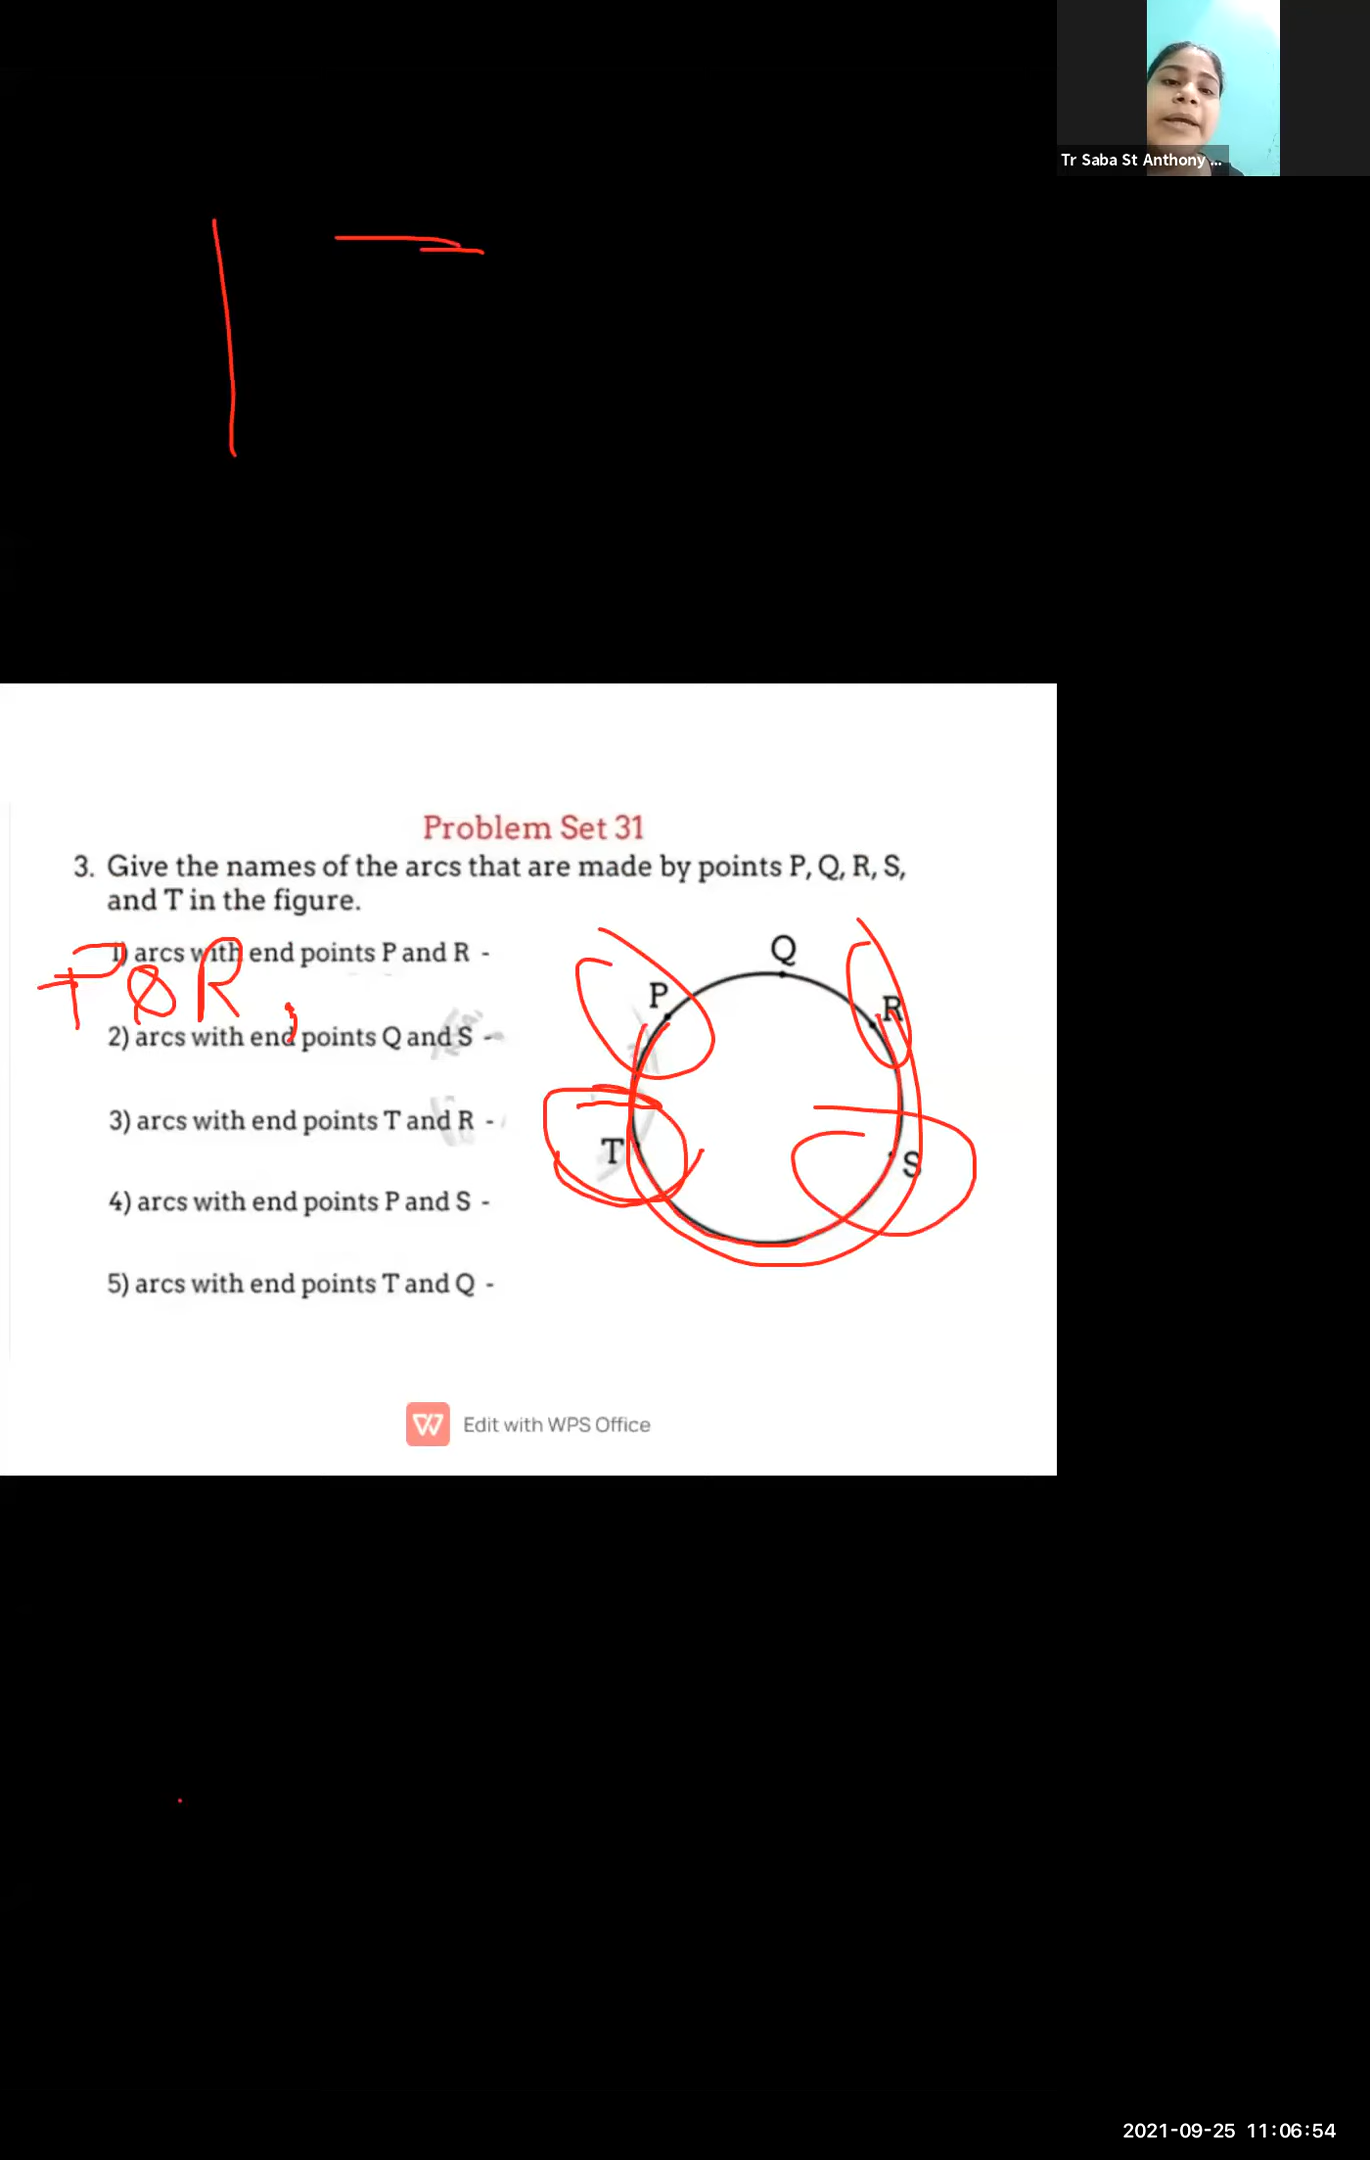 Tr Saba St Anthony ...
Problem Set 31
3. Give the names of the arcs that are made by points P, Q, R, S,
and T in the figure.
1) arcs with end points P and R -
PQR,
2) arcs with end points Q and S -
3) arcs with end points T and R -
4) arcs with end points P and S -
5) arcs with end points T and Q -
Q
P
R
T
S
Edit with WPS Office
2021-09-25 11:06:54